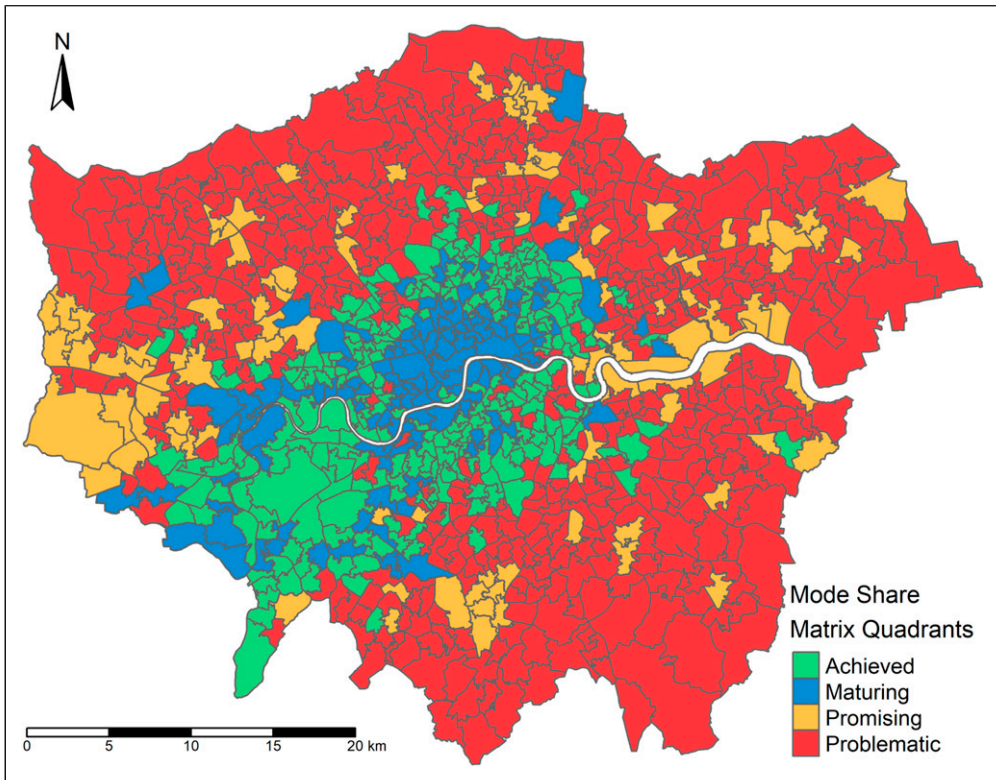 N
Mode Share
Matrix Quadrants
Achieved
Maturing
Promising
Problematic
0 5 10 15 20 km